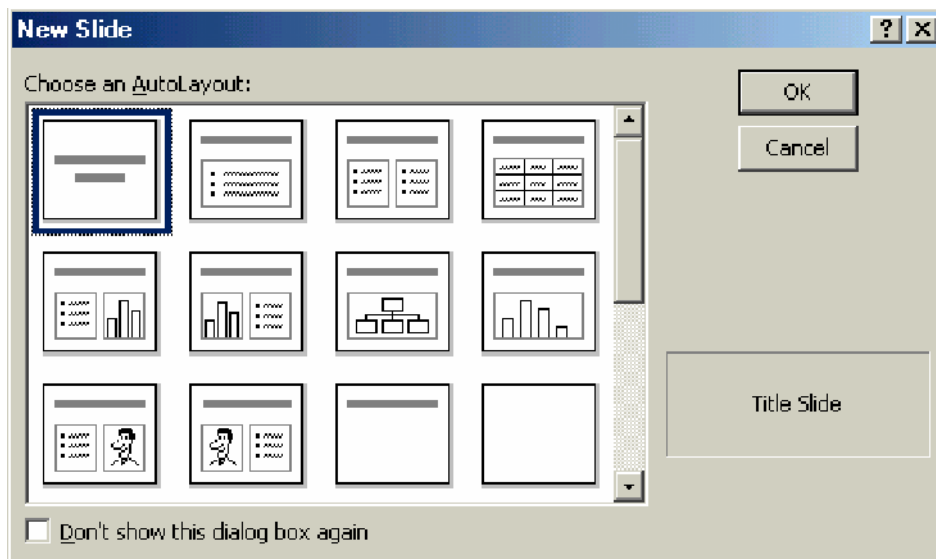 New Slide
Choose an AutoLayout:
OK
Cancel
Title Slide
Don't show this dialog box again